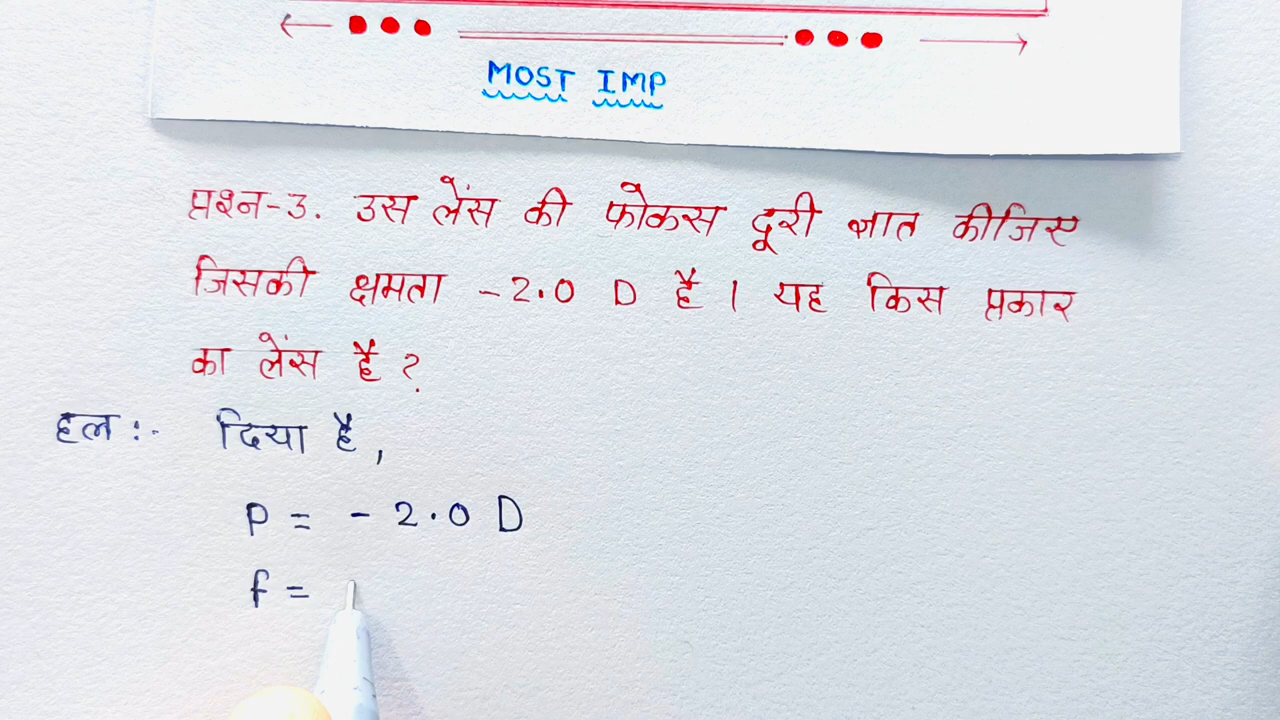 MOST IMP
प्रश्न-3. उस लेंस की फोकस दूरी ज्ञात कीजिए
जिसकी क्षमता -2.0 D है । यह किस प्रकार
का लेंस है ?
हल :- दिया है,
P = - 2.0 D
f =